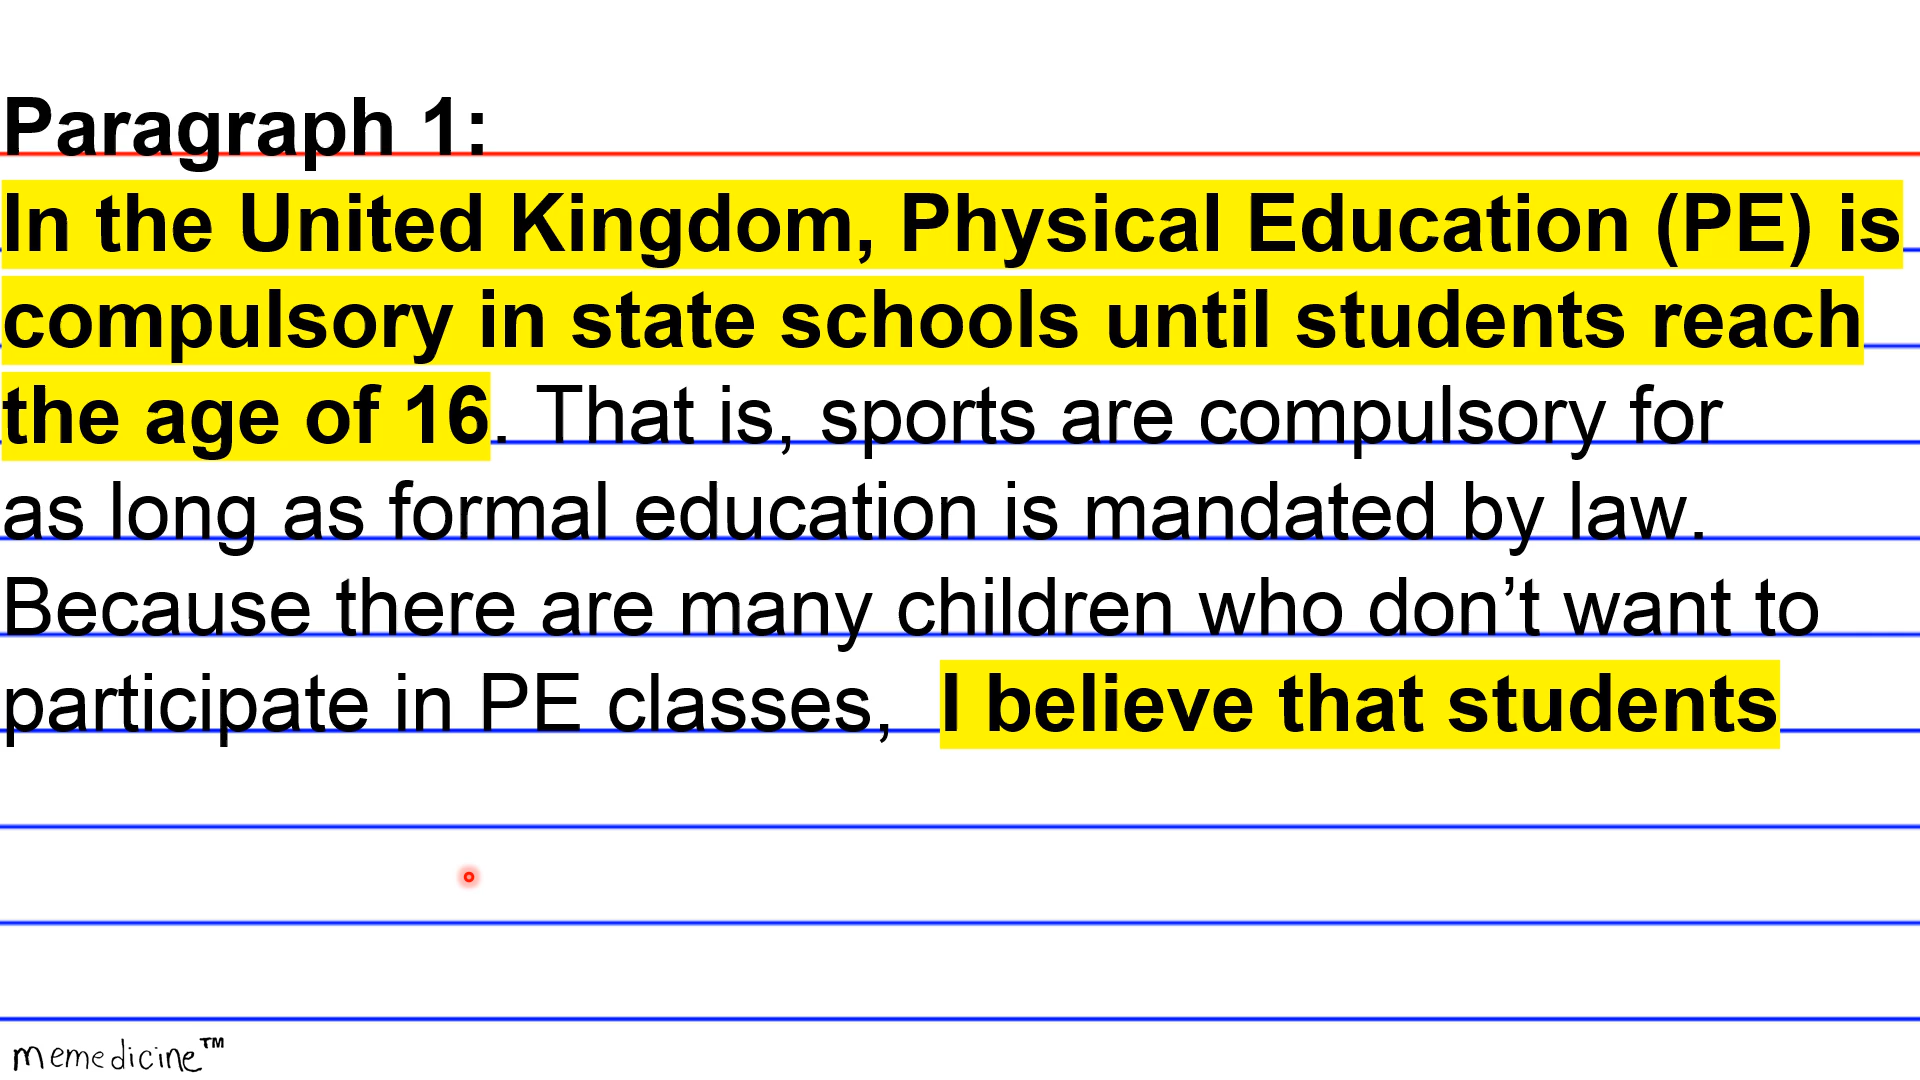 Paragraph 1:
In the United Kingdom, Physical Education (PE) is
compulsory in state schools until students reach
the age of 16. That is, sports are compulsory for
as long as formal education is mandated by law.
Because there are many children who don’t want to
participate in PE classes,  I believe that students
memedicine™